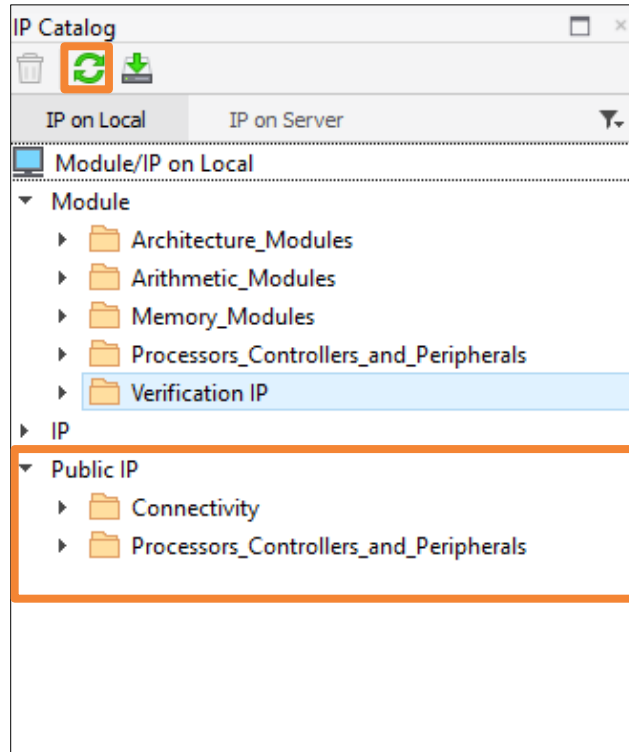 IP Catalog
IP on Local IP on Server
Module/IP on Local
Module
Architecture_Modules
Arithmetic_Modules
Memory_Modules
Processors_Controllers_and_Peripherals
Verification IP
IP
Public IP
Connectivity
Processors_Controllers_and_Peripherals